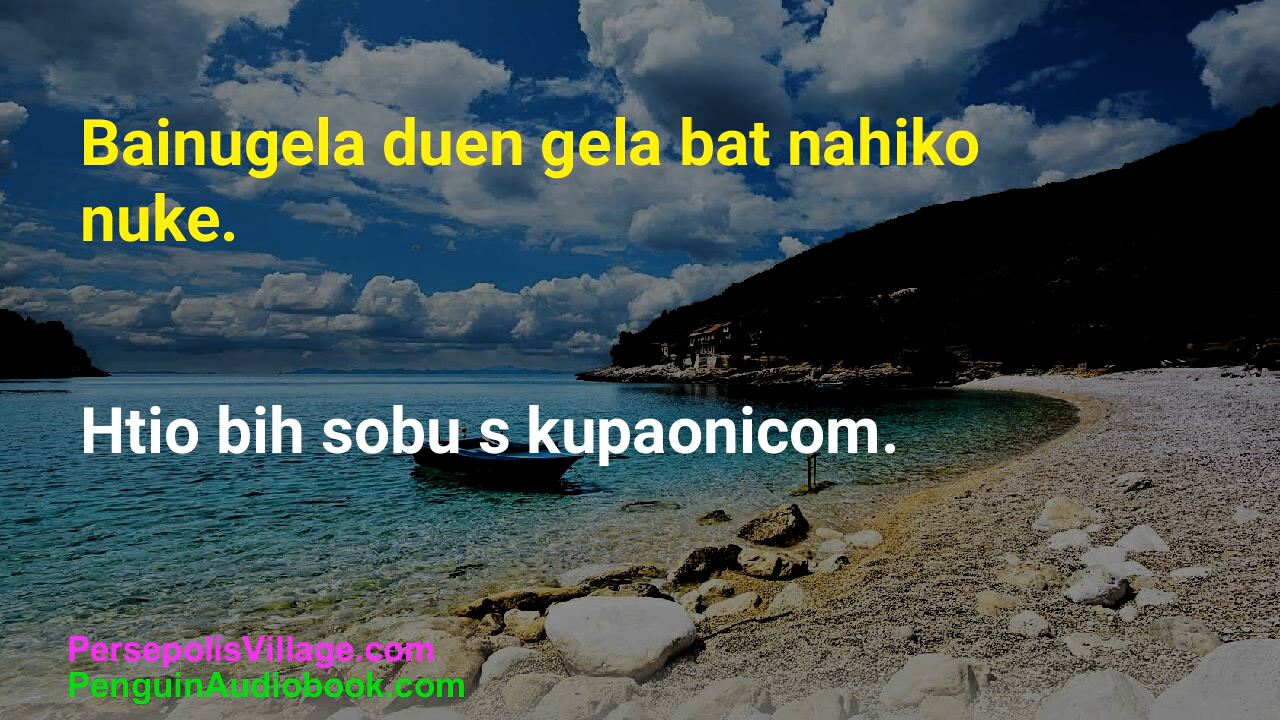 Bainugela duen gela bat nahiko
nuke.
Htio bih sobu s kupaonicom.
PersepolisVillage.com
PenguinAudiobook.com